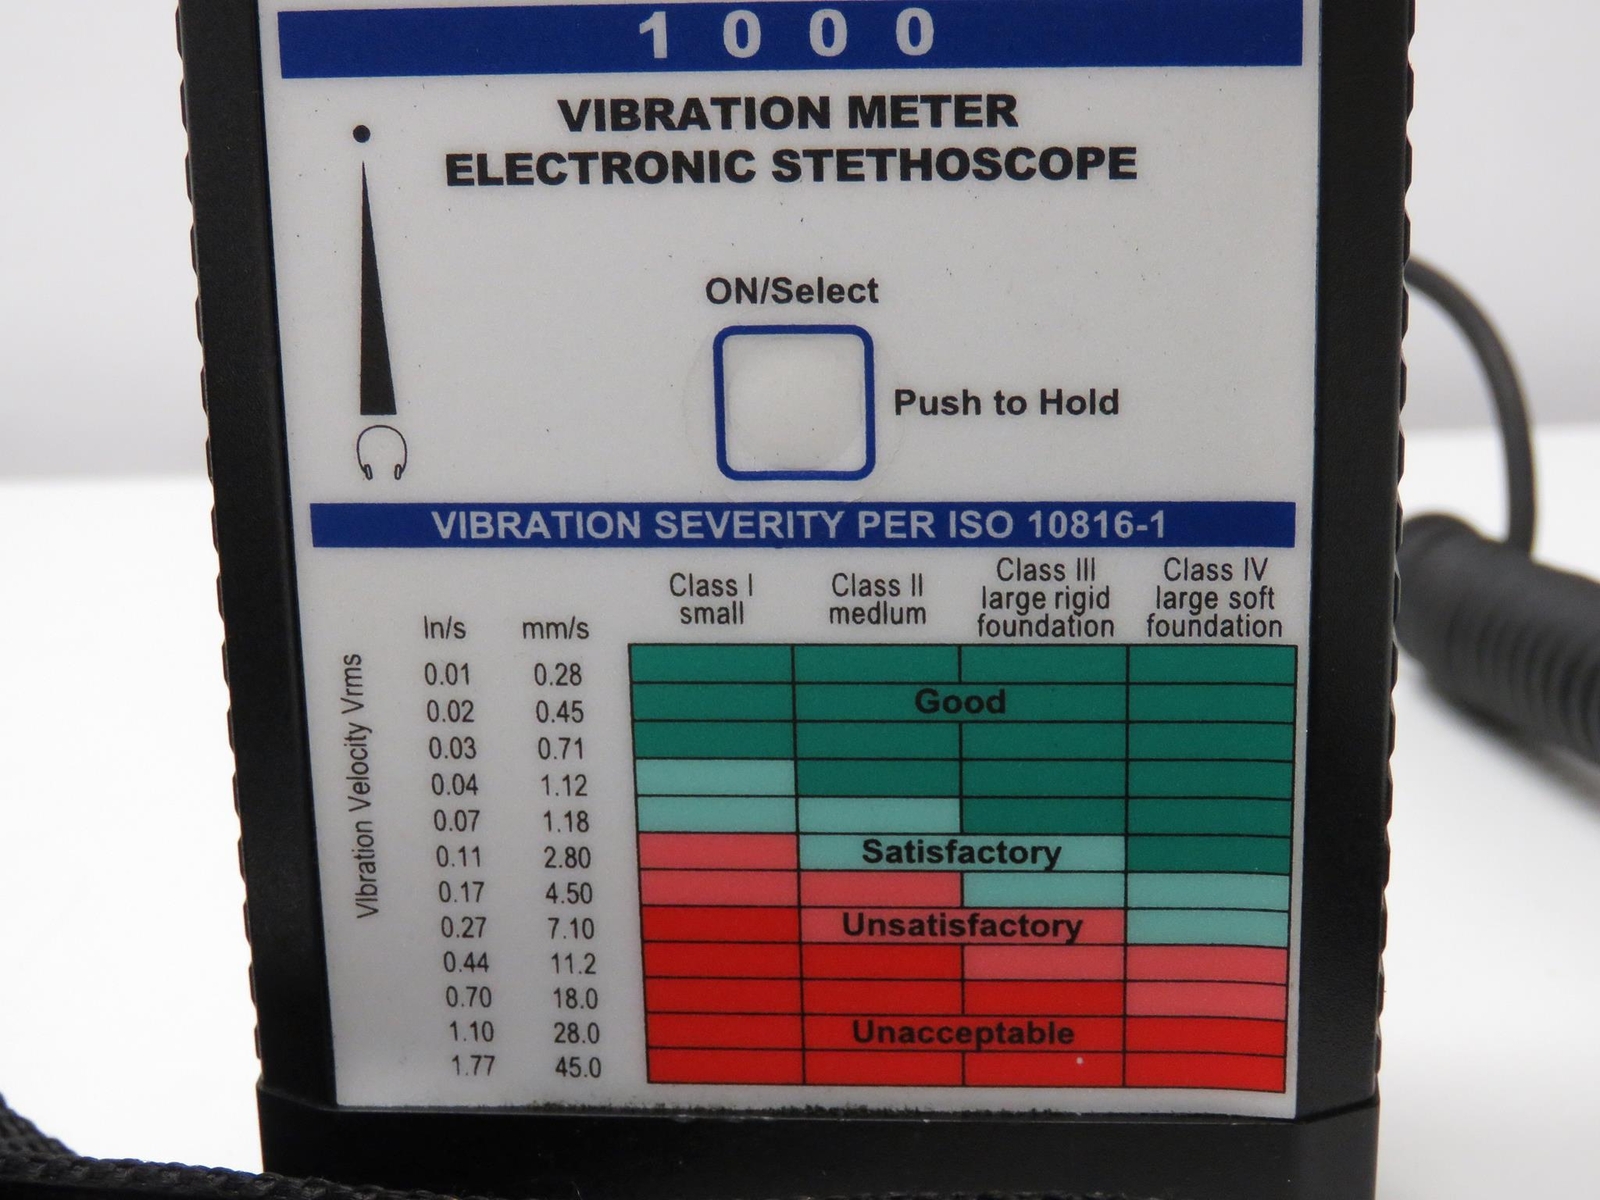 1 0 0 0
VIBRATION METER
ELECTRONIC STETHOSCOPE
ON/Select
Push to Hold
VIBRATION SEVERITY PER ISO 10816-1
Class I
small
Class II
medIum
Class III
large rigid
foundation
Class IV
large soft
foundation
In/s mm/s
VIbration Velocity Vrms
0.01 0.28
0.02 0.45
Good
0.03 0.71
0.04 1.12
0.07 1.18
0.11 2.80
Satisfactory
0.17 4.50
0.27 7.10
Unsatisfactory
0.44 11.2
0.70 18.0
1.10 28.0
Unacceptable
1.77 45.0